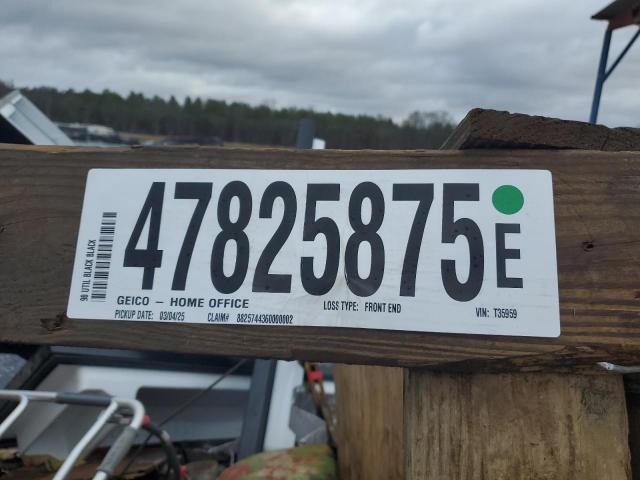 98 UTIL BLACK BLACK
47825875 E
GEICO - HOME OFFICE
LOSS TYPE: FRONT END
PICKUP DATE: 03/04/25 CLAIM# 8825744360000002
VIN: T35959